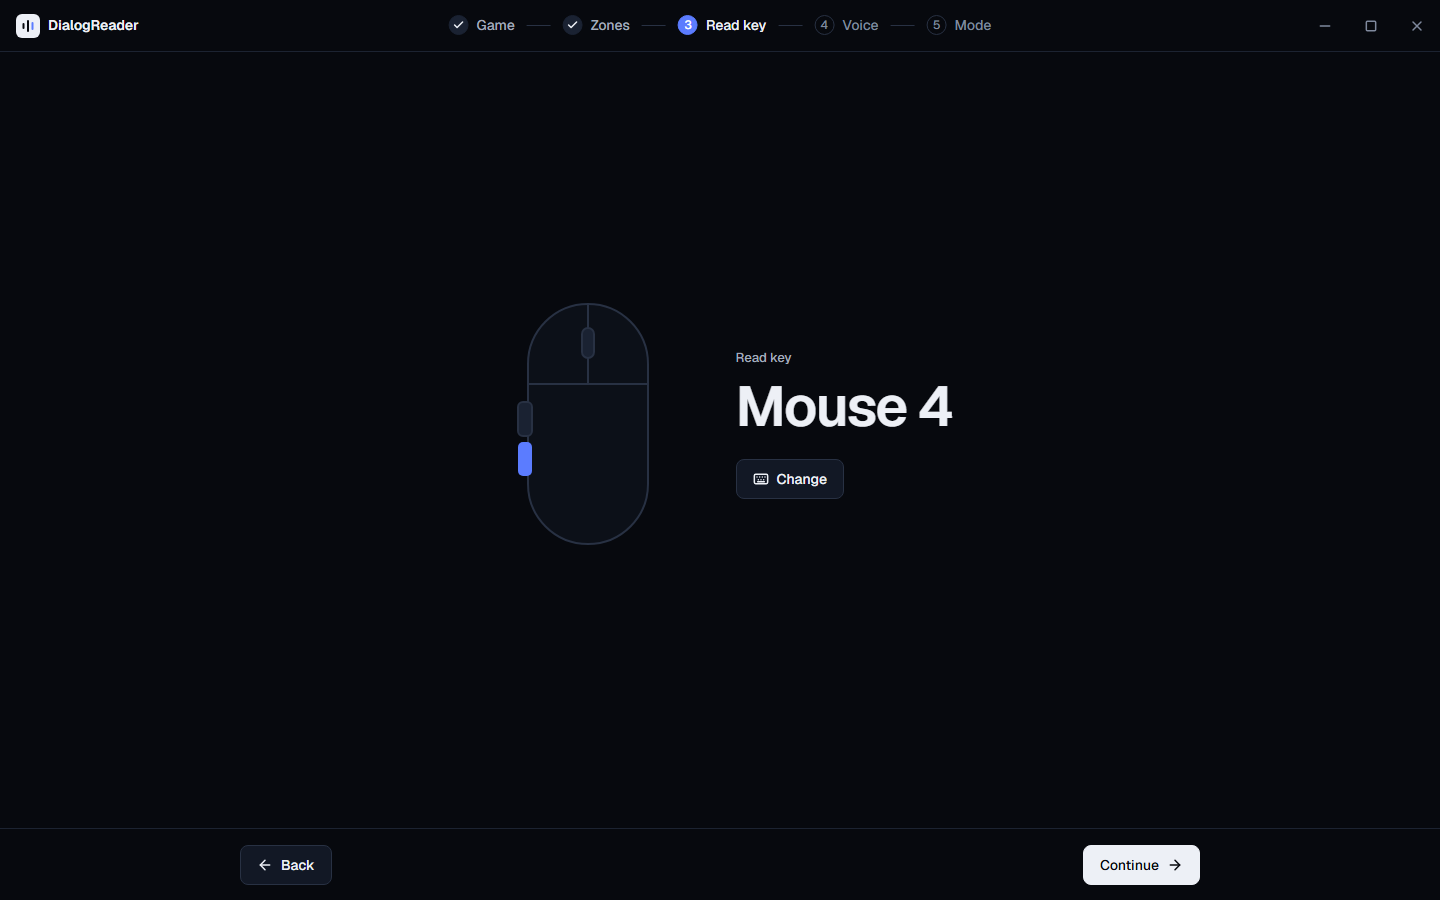 DialogReader
Game
Zones
3 Read key
4 Voice
5 Mode
Read key
Mouse 4
Change
Back
Continue